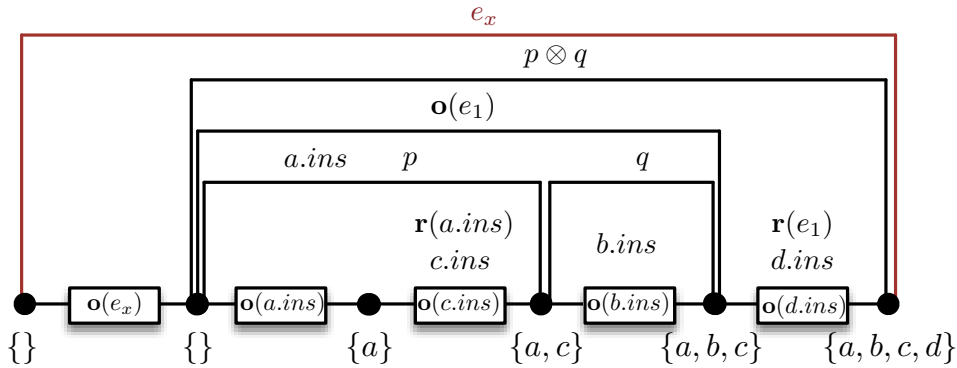 e_x
p ⊗ q
o(e_1)
a.ins p q
r(a.ins) r(e_1)
c.ins b.ins d.ins
o(e_x) o(a.ins) o(c.ins) o(b.ins) o(d.ins)
{} {} {a} {a, c} {a, b, c} {a, b, c, d}